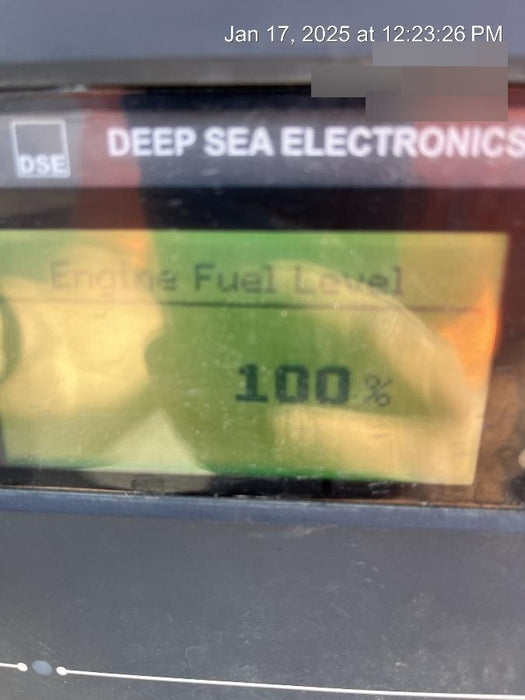 Jan 17, 2025 at 12:23:26 PM
DSE
DEEP SEA ELECTRONICS
Engine Fuel Level
100%